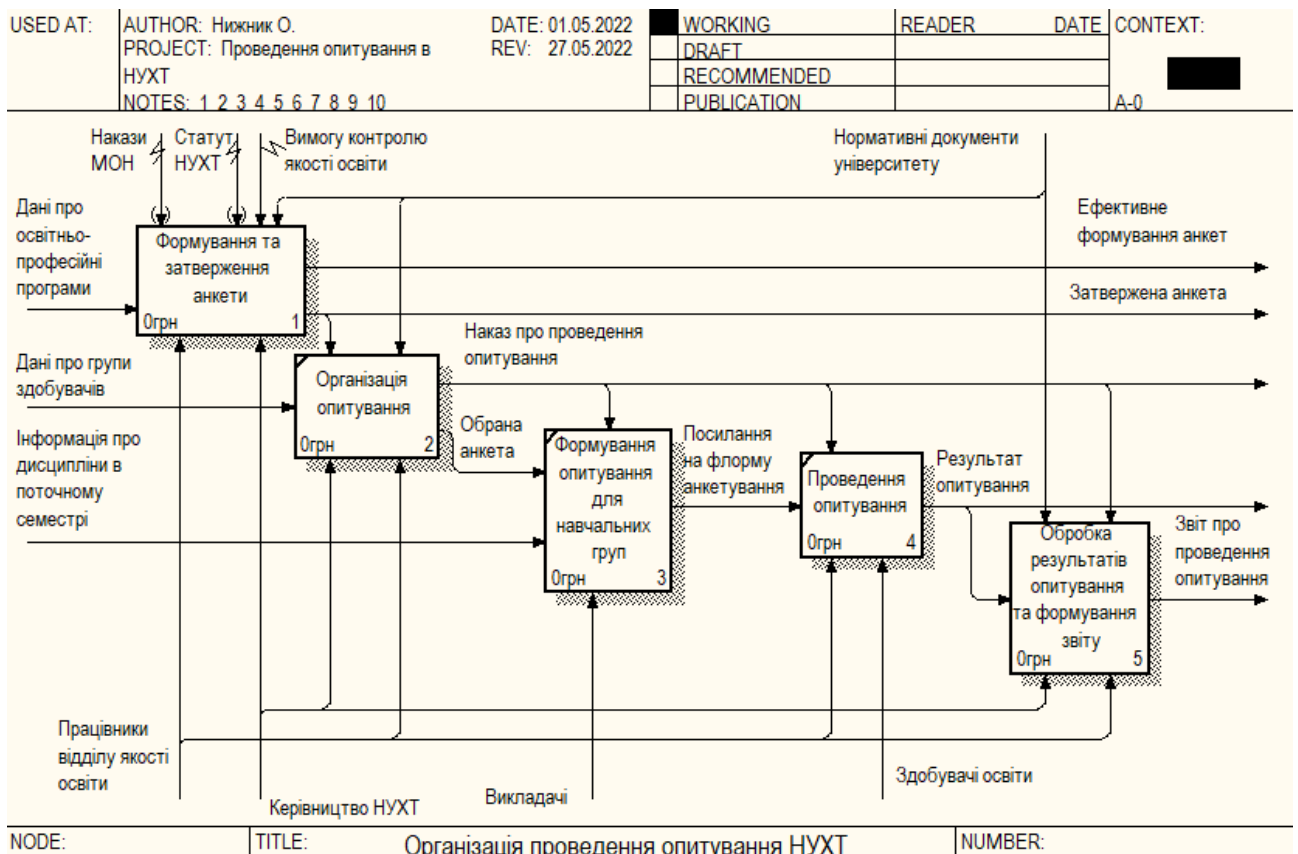 USED AT:
AUTHOR: Нижник О.
DATE: 01.05.2022
PROJECT: Проведення опитування в
REV: 27.05.2022
НУХТ
NOTES: 1 2 3 4 5 6 7 8 9 10
WORKING
DRAFT
RECOMMENDED
PUBLICATION
READER
DATE
CONTEXT:
A-0
Накази
МОН
Статут
НУХТ
Вимогу контролю
якості освіти
Нормативні документи
університету
Дані про
освітньо-
професійні
програми
Формування та
затверження
анкети
0грн 1
Ефективне
формування анкет
Затвержена анкета
Наказ про проведення
опитування
Дані про групи
здобувачів
Організація
опитування
0грн 2
Обрана
анкета
Інформація про
дисципліни в
поточному
семестрі
Формування
опитування
для
навчальних
груп
0грн 3
Посилання
на флорму
анкетування
Проведення
опитування
0грн 4
Результат
опитування
Обробка
результатів
опитування
та формування
звіту
0грн 5
Звіт про
проведення
опитування
Працівники
відділу якості
освіти
Керівництво НУХТ
Викладачі
Здобувачі освіти
NODE:
TITLE:
Організація проведення опитування НУХТ
NUMBER: